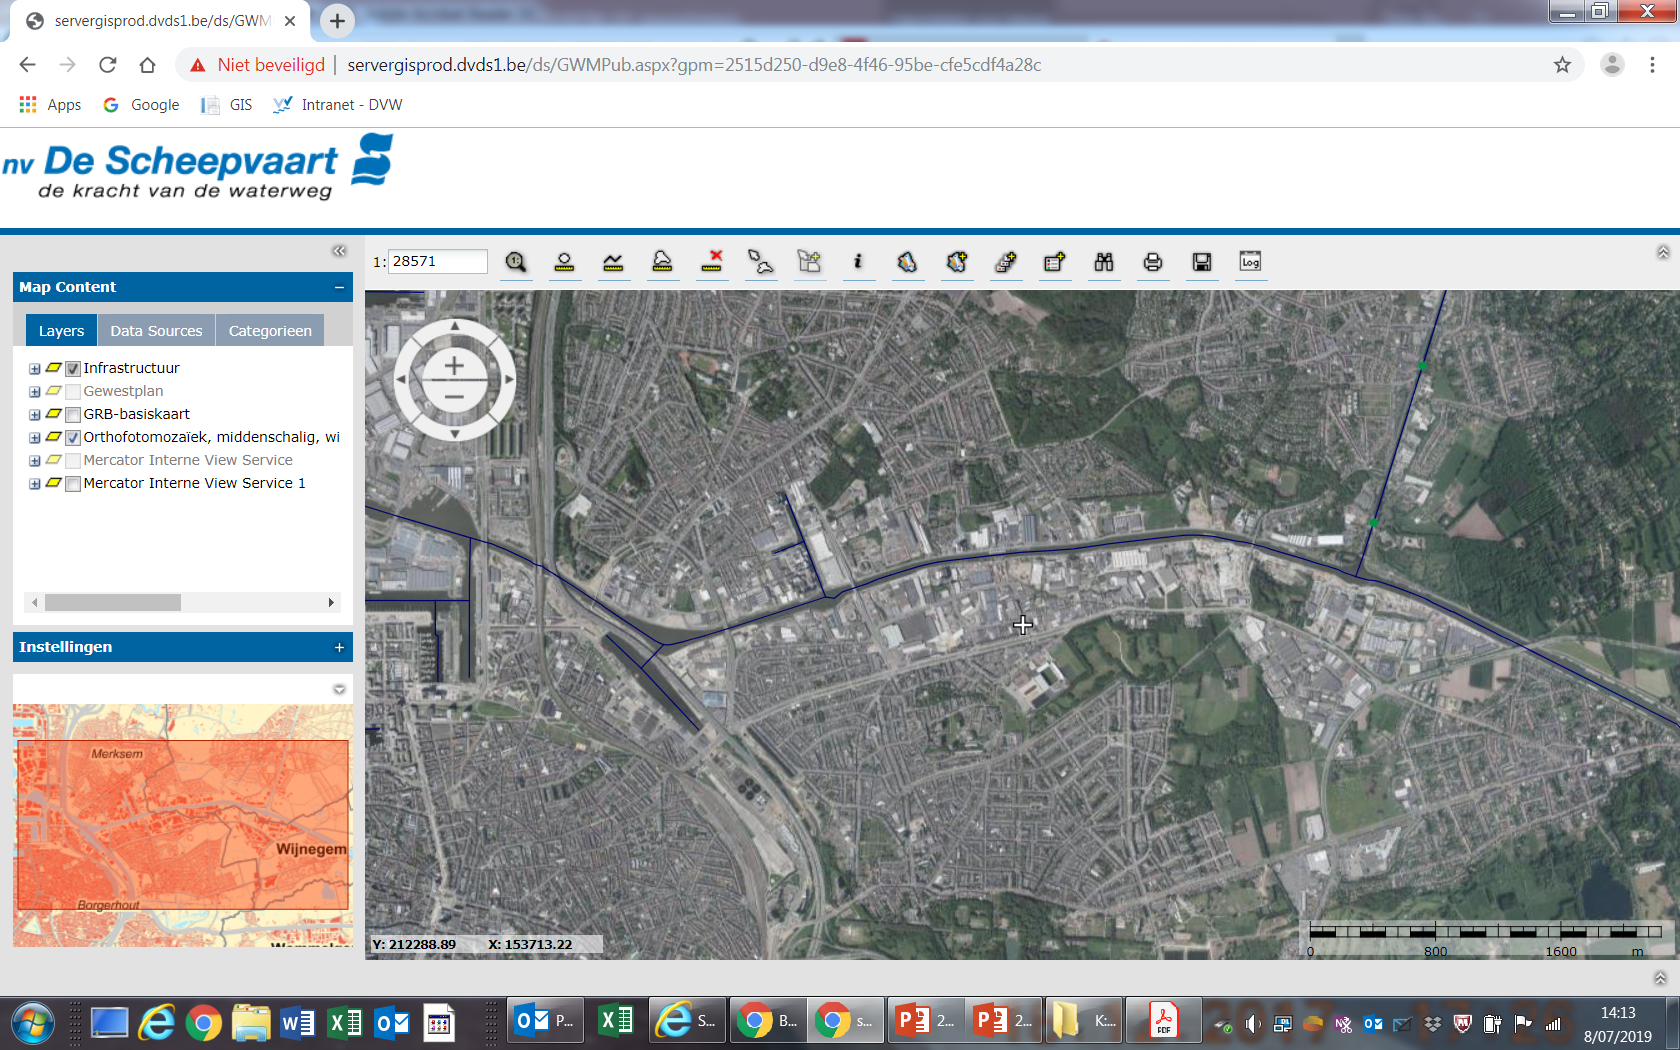 servergisprod.dvds1.be/ds/GWM
Niet beveiligd | servergisprod.dvds1.be/ds/GWMPub.aspx?gpm=2515d250-d9e8-4f46-95be-cfe5cdf4a28c
Apps Google GIS Intranet - DVW
nv De Scheepvaart
de kracht van de waterweg
1: 28571
Log
Map Content
Layers Data Sources Categorieen
Infrastructuur
Gewestplan
GRB-basiskaart
Orthofotomozaïek, middenschalig, wi
Mercator Interne View Service
Mercator Interne View Service 1
Instellingen
Merksem
Wijnegem
Borgerhout
Y: 212288.89 X: 153713.22
0 800 1600 m
P... S... B... s... 2... 2... K:... PDF
14:13
8/07/2019